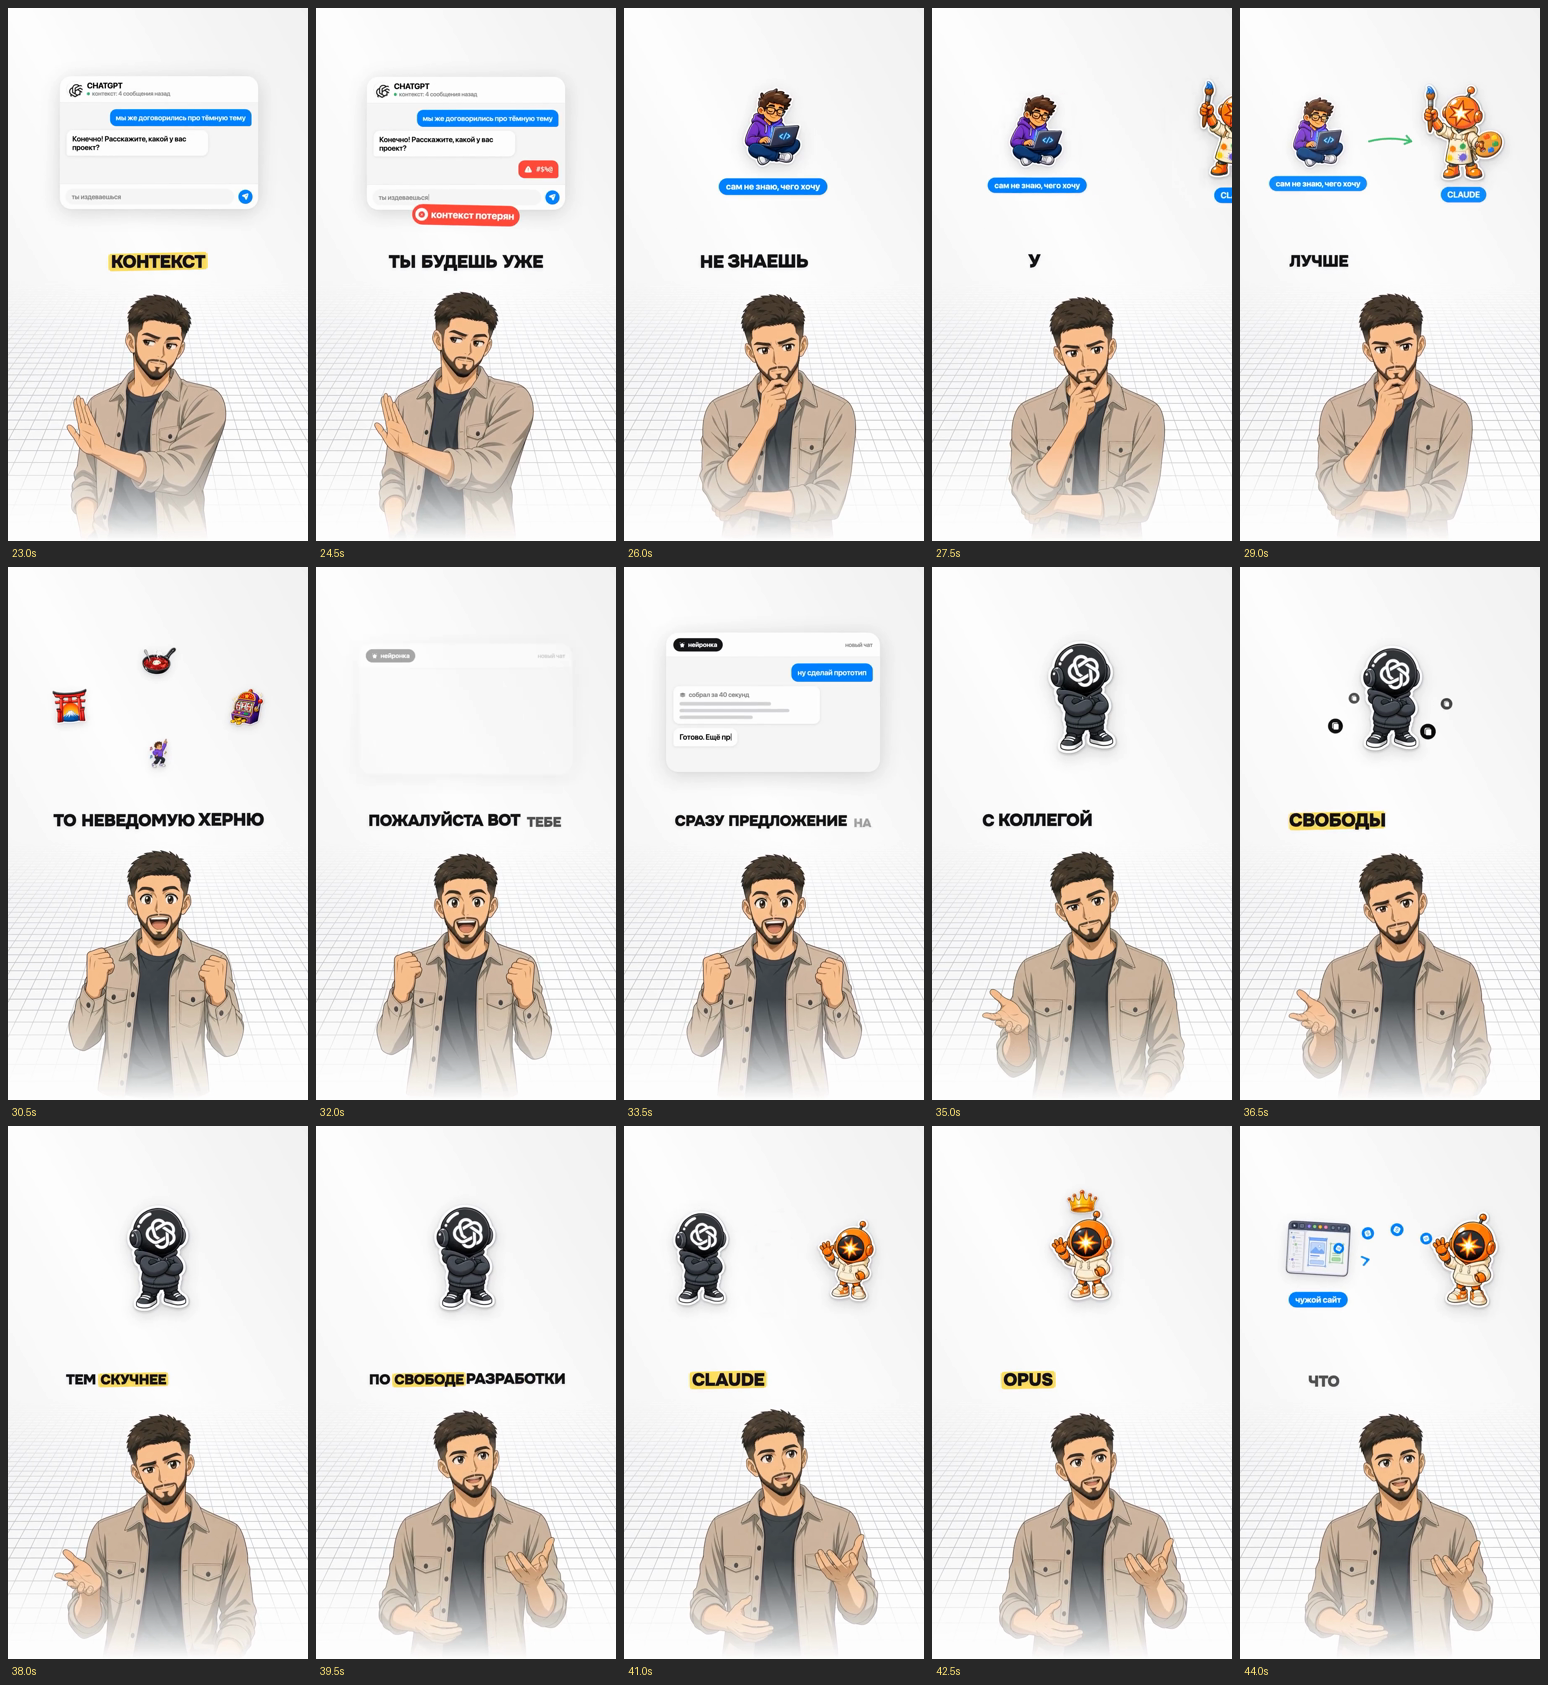 CHATGPT
контекст: 4 сообщения назад
мы же договорились про тёмную тему
Конечно! Расскажите, какой у вас
проект?
ты издеваешься
КОНТЕКСТ
23.0s
CHATGPT
контекст: 4 сообщения назад
мы же договорились про тёмную тему
Конечно! Расскажите, какой у вас
проект?
#$%@
ты издеваешься
контекст потерян
ТЫ БУДЕШЬ УЖЕ
24.5s
сам не знаю, чего хочу
НЕ ЗНАЕШЬ
26.0s
сам не знаю, чего хочу
CL
У
27.5s
сам не знаю, чего хочу
CLAUDE
ЛУЧШЕ
29.0s
ТО НЕВЕДОМУЮ ХЕРНЮ
30.5s
нейронка
новый чат
ПОЖАЛУЙСТА ВОТ ТЕБЕ
32.0s
нейронка
новый чат
ну сделай прототип
собрал за 40 секунд
Готово. Ещё пр
СРАЗУ ПРЕДЛОЖЕНИЕ НА
33.5s
С КОЛЛЕГОЙ
35.0s
СВОБОДЫ
36.5s
ТЕМ СКУЧНЕЕ
38.0s
ПО СВОБОДЕ РАЗРАБОТКИ
39.5s
CLAUDE
41.0s
OPUS
42.5s
чужой сайт
ЧТО
44.0s